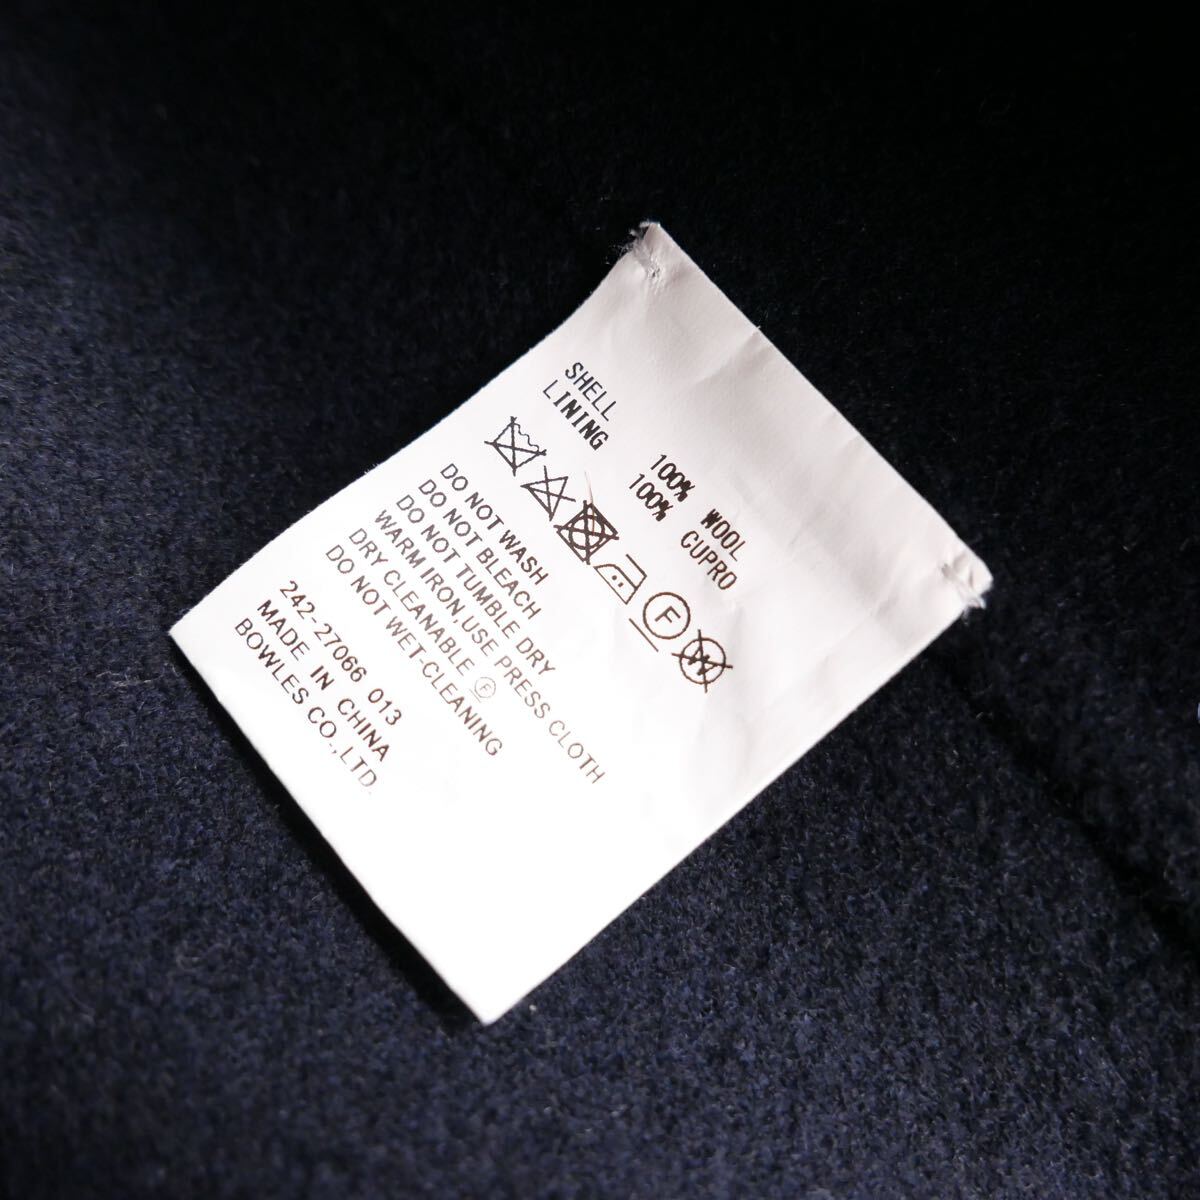 SHELL 100% WOOL
LINING 100% CUPRO
F W
DO NOT WASH
DO NOT BLEACH
DO NOT TUMBLE DRY
WARM IRON,USE PRESS CLOTH
DRY CLEANABLE Ⓕ
DO NOT WET-CLEANING
242-27066 013
MADE IN CHINA
BOWLES CO.,LTD.